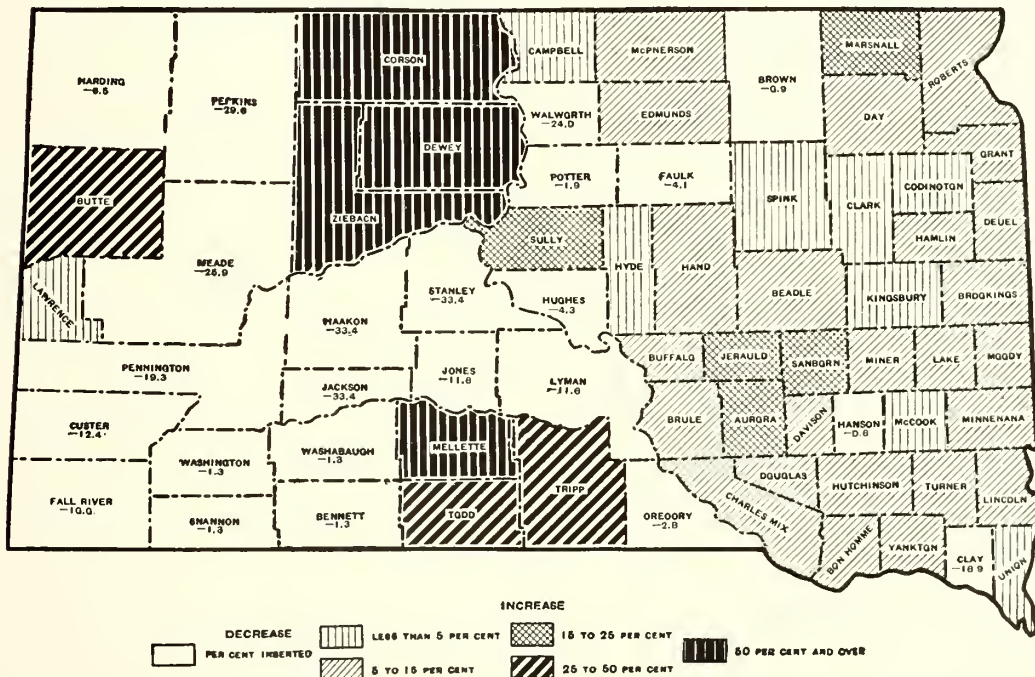 CORSON
CAMPBELL
McPHERSON
MARSHALL
HARDING
-6.5
PERKINS
-29.6
BROWN
-0.9
ROBERTS
WALWORTH
-24.0
EDMUNDS
DAY
DEWEY
GRANT
BUTTE
POTTER
-1.9
FAULK
-4.1
SPINK
CLARK
CODINGTON
ZIEBACH
DEUEL
SULLY
HAMLIN
MEADE
-25.9
HYDE
HAND
LAWRENCE
STANLEY
-33.4
HUGHES
-4.3
BEADLE
KINGSBURY
BROOKINGS
HAAKON
-33.4
PENNINGTON
-19.3
JONES
-11.6
BUFFALO
JERAULD
SANBORN
MINER
LAKE
MOODY
JACKSON
-33.4
LYMAN
-11.6
CUSTER
-12.4
BRULE
AURORA
DAVISON
HANSON
-0.6
McCOOK
MINNEHAHA
MELLETTE
WASHINGTON
-1.3
WASHABAUGH
-1.3
DOUGLAS
HUTCHINSON
TURNER
LINCOLN
TRIPP
FALL RIVER
SHANNON
-1.3
BENNETT
-1.3
TODD
GREGORY
-2.8
CHARLES MIX
BON HOMME
YANKTON
CLAY
-18.9
UNION
INCREASE
DECREASE
PER CENT INSERTED
LESS THAN 5 PER CENT
15 TO 25 PER CENT
50 PER CENT AND OVER
5 TO 15 PER CENT
25 TO 50 PER CENT